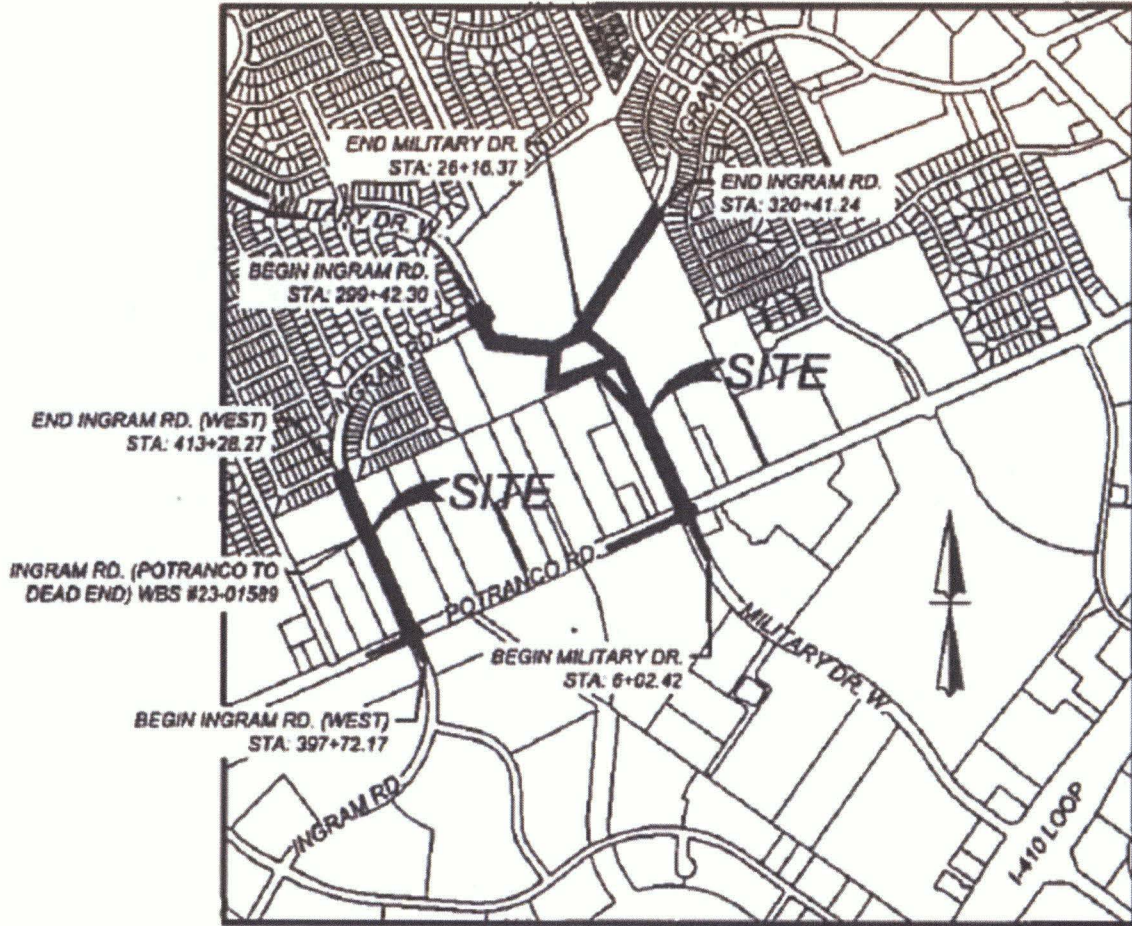 INGRAM RD.
END MILITARY DR.
STA: 26+16.37
END INGRAM RD.
STA: 320+41.24
MILITARY DR. W.
BEGIN INGRAM RD.
STA: 299+42.30
INGRAM RD.
SITE
END INGRAM RD. (WEST)
STA: 413+28.27
SITE
INGRAM RD. (POTRANCO TO
DEAD END) WBS #23-01589
POTRANCO RD.
BEGIN MILITARY DR.
STA: 6+02.42
MILITARY DR. W.
BEGIN INGRAM RD. (WEST)
STA: 397+72.17
INGRAM RD.
I-410 LOOP